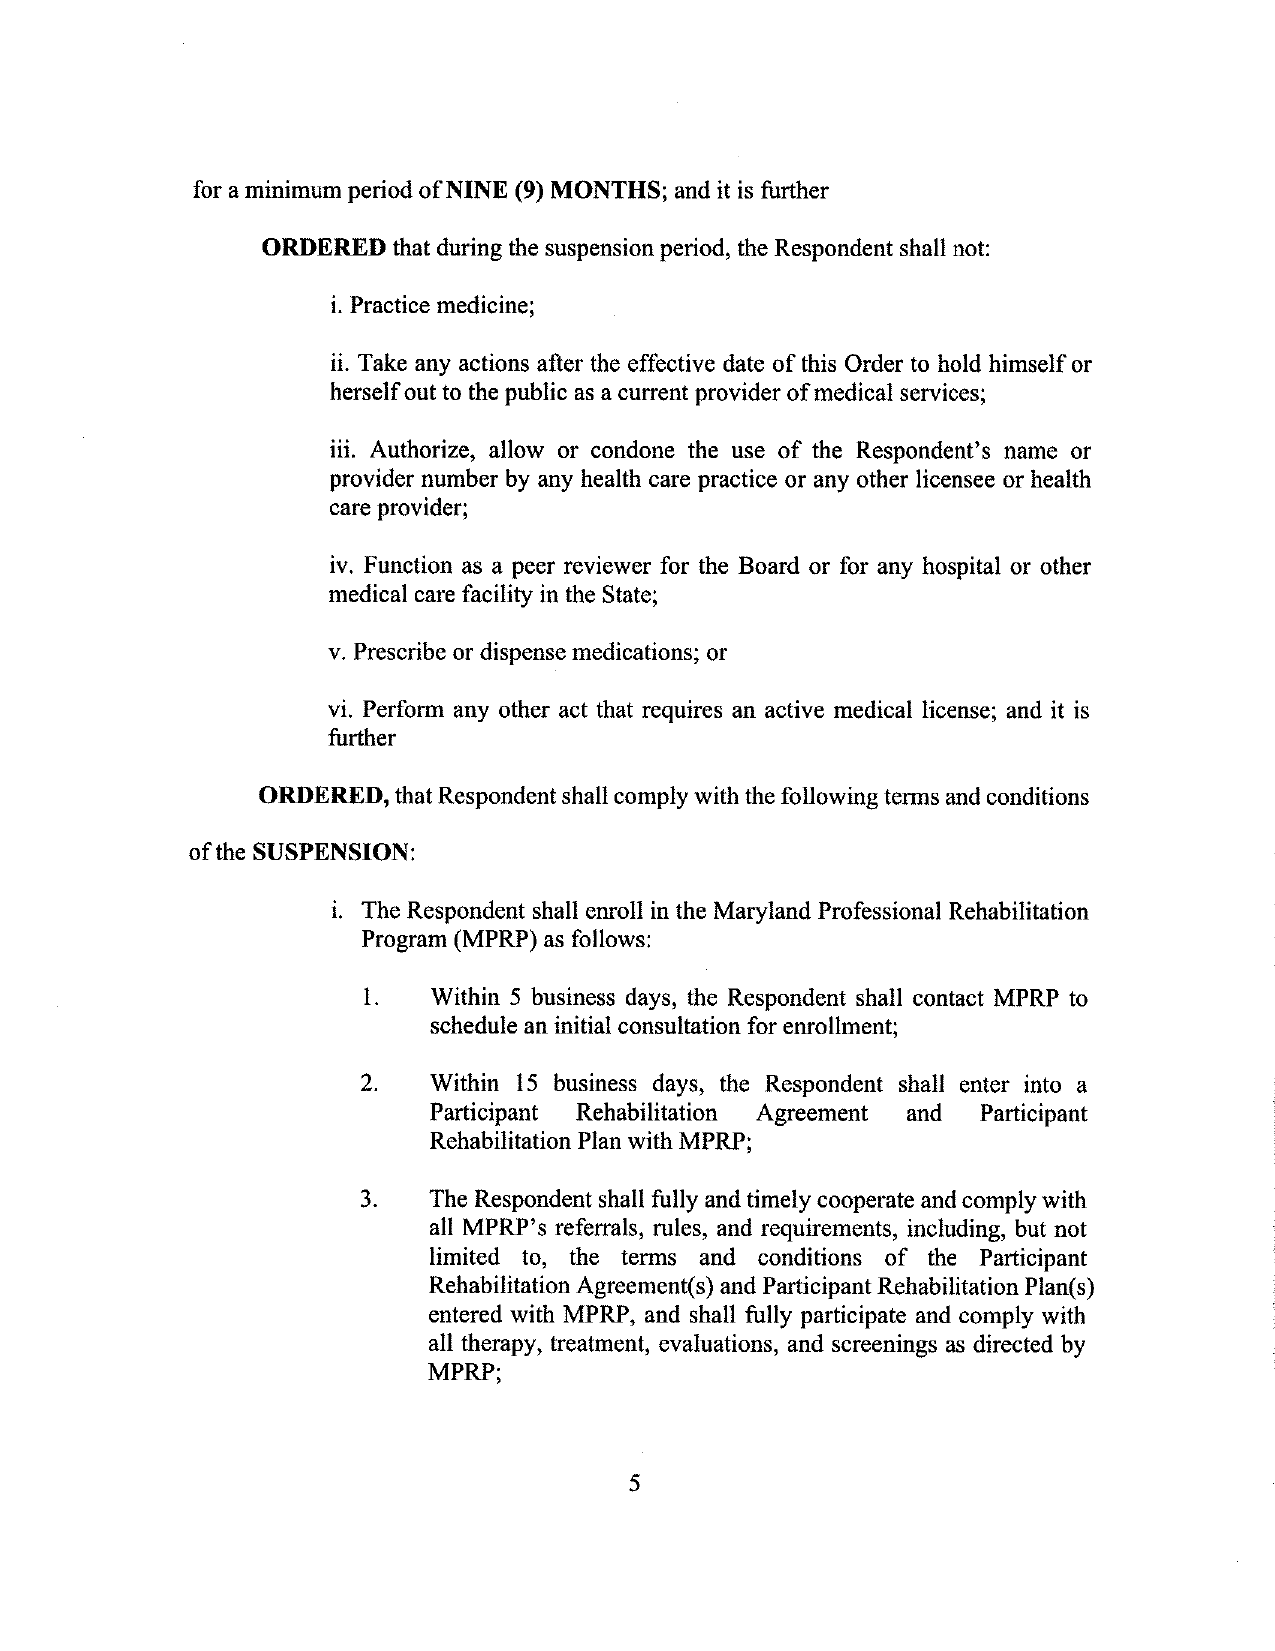 for a minimum period of NINE (9) MONTHS; and it is further
ORDERED that during the suspension period, the Respondent shall not:
i. Practice medicine;
ii. Take any actions after the effective date of this Order to hold himself or
herself out to the public as a current provider of medical services;
iii. Authorize, allow or condone the use of the Respondent's name or
provider number by any health care practice or any other licensee or health
care provider;
iv. Function as a peer reviewer for the Board or for any hospital or other
medical care facility in the State;
v. Prescribe or dispense medications; or
vi. Perform any other act that requires an active medical license; and it is
further
ORDERED, that Respondent shall comply with the following terms and conditions
of the SUSPENSION:
i. The Respondent shall enroll in the Maryland Professional Rehabilitation
Program (MPRP) as follows:
1. Within 5 business days, the Respondent shall contact MPRP to
schedule an initial consultation for enrollment;
2. Within 15 business days, the Respondent shall enter into a
Participant Rehabilitation Agreement and Participant
Rehabilitation Plan with MPRP;
3. The Respondent shall fully and timely cooperate and comply with
all MPRP's referrals, rules, and requirements, including, but not
limited to, the terms and conditions of the Participant
Rehabilitation Agreement(s) and Participant Rehabilitation Plan(s)
entered with MPRP, and shall fully participate and comply with
all therapy, treatment, evaluations, and screenings as directed by
MPRP;
5